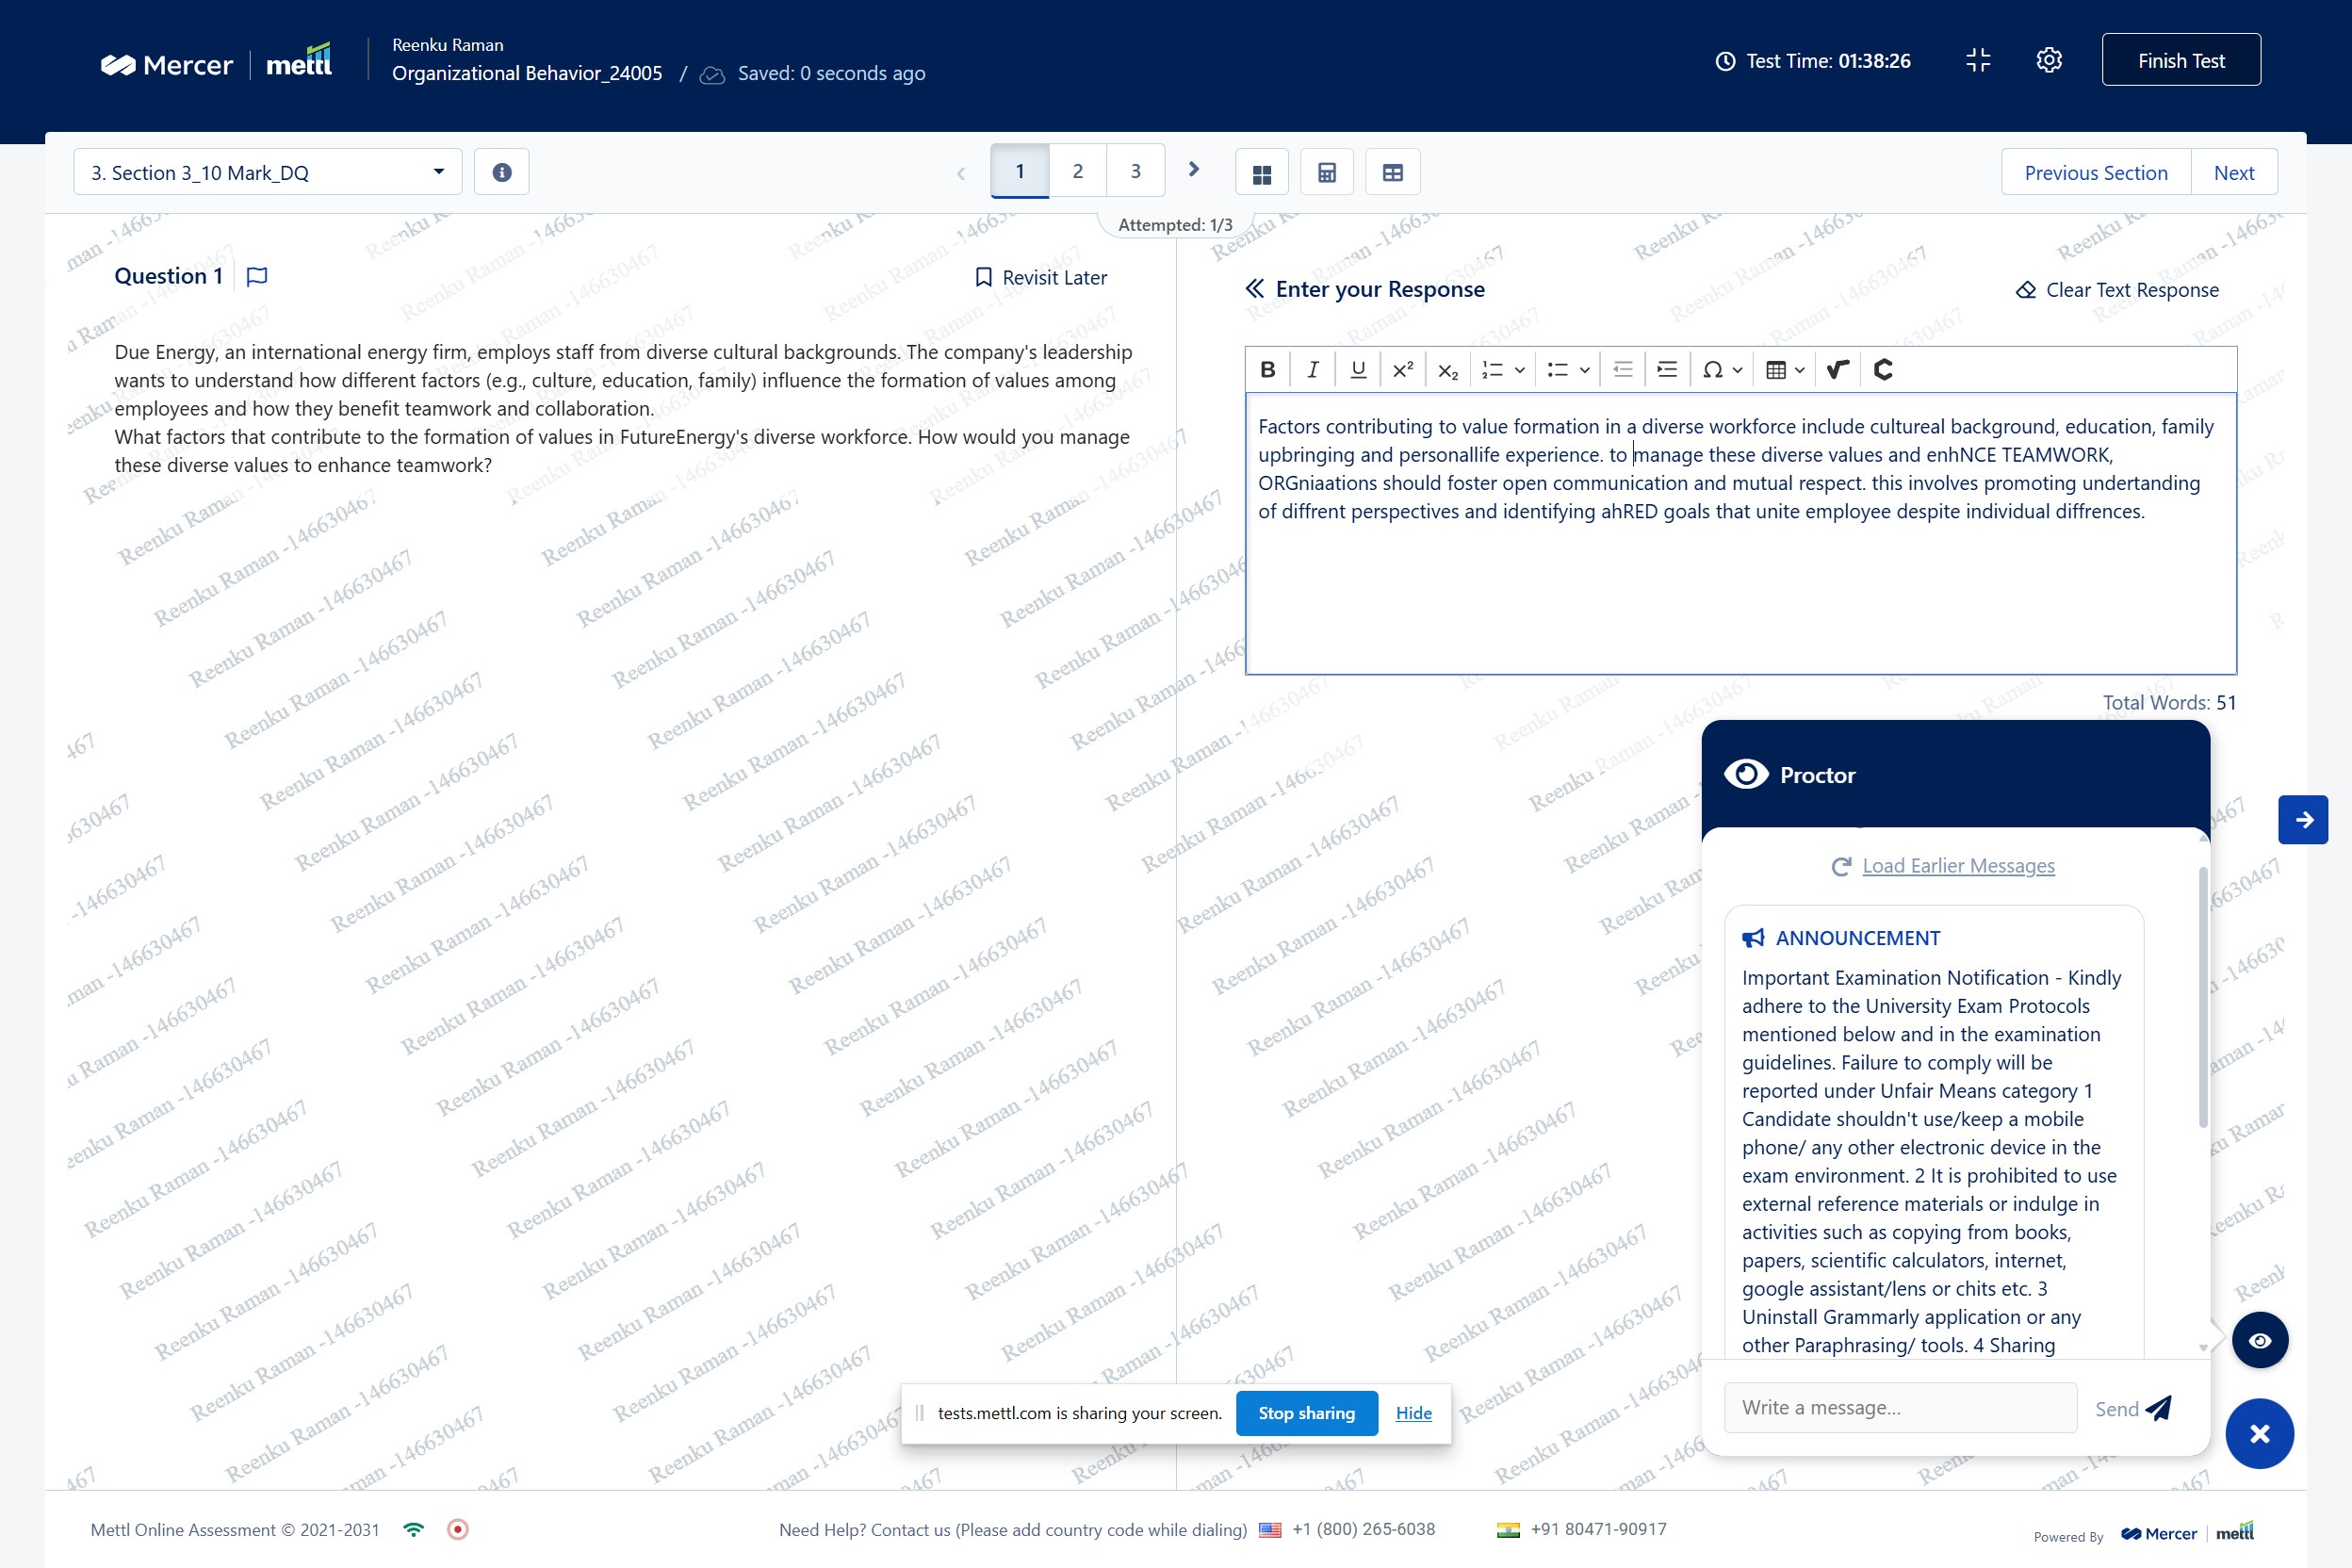 Mercer | mettl
Reenku Raman
Organizational Behavior_24005 / Saved: 0 seconds ago
Test Time: 01:38:26
Finish Test
3. Section 3_10 Mark_DQ
1 2 3
Previous Section
Next
Attempted: 1/3
Question 1
Revisit Later
Due Energy, an international energy firm, employs staff from diverse cultural backgrounds. The company's leadership
wants to understand how different factors (e.g., culture, education, family) influence the formation of values among
employees and how they benefit teamwork and collaboration.
What factors that contribute to the formation of values in FutureEnergy's diverse workforce. How would you manage
these diverse values to enhance teamwork?
Enter your Response
Clear Text Response
Factors contributing to value formation in a diverse workforce include cultureal background, education, family
upbringing and personallife experience. to manage these diverse values and enhNCE TEAMWORK,
ORGniaations should foster open communication and mutual respect. this involves promoting undertanding
of diffrent perspectives and identifying ahRED goals that unite employee despite individual diffrences.
Total Words: 51
Proctor
Load Earlier Messages
ANNOUNCEMENT
Important Examination Notification - Kindly
adhere to the University Exam Protocols
mentioned below and in the examination
guidelines. Failure to comply will be
reported under Unfair Means category 1
Candidate shouldn't use/keep a mobile
phone/ any other electronic device in the
exam environment. 2 It is prohibited to use
external reference materials or indulge in
activities such as copying from books,
papers, scientific calculators, internet,
google assistant/lens or chits etc. 3
Uninstall Grammarly application or any
other Paraphrasing/ tools. 4 Sharing
Write a message...
Send
tests.mettl.com is sharing your screen.
Stop sharing
Hide
Reenku Raman -146630467
Mettl Online Assessment © 2021-2031
Need Help? Contact us (Please add country code while dialing) +1 (800) 265-6038 +91 80471-90917
Powered By Mercer | mettl